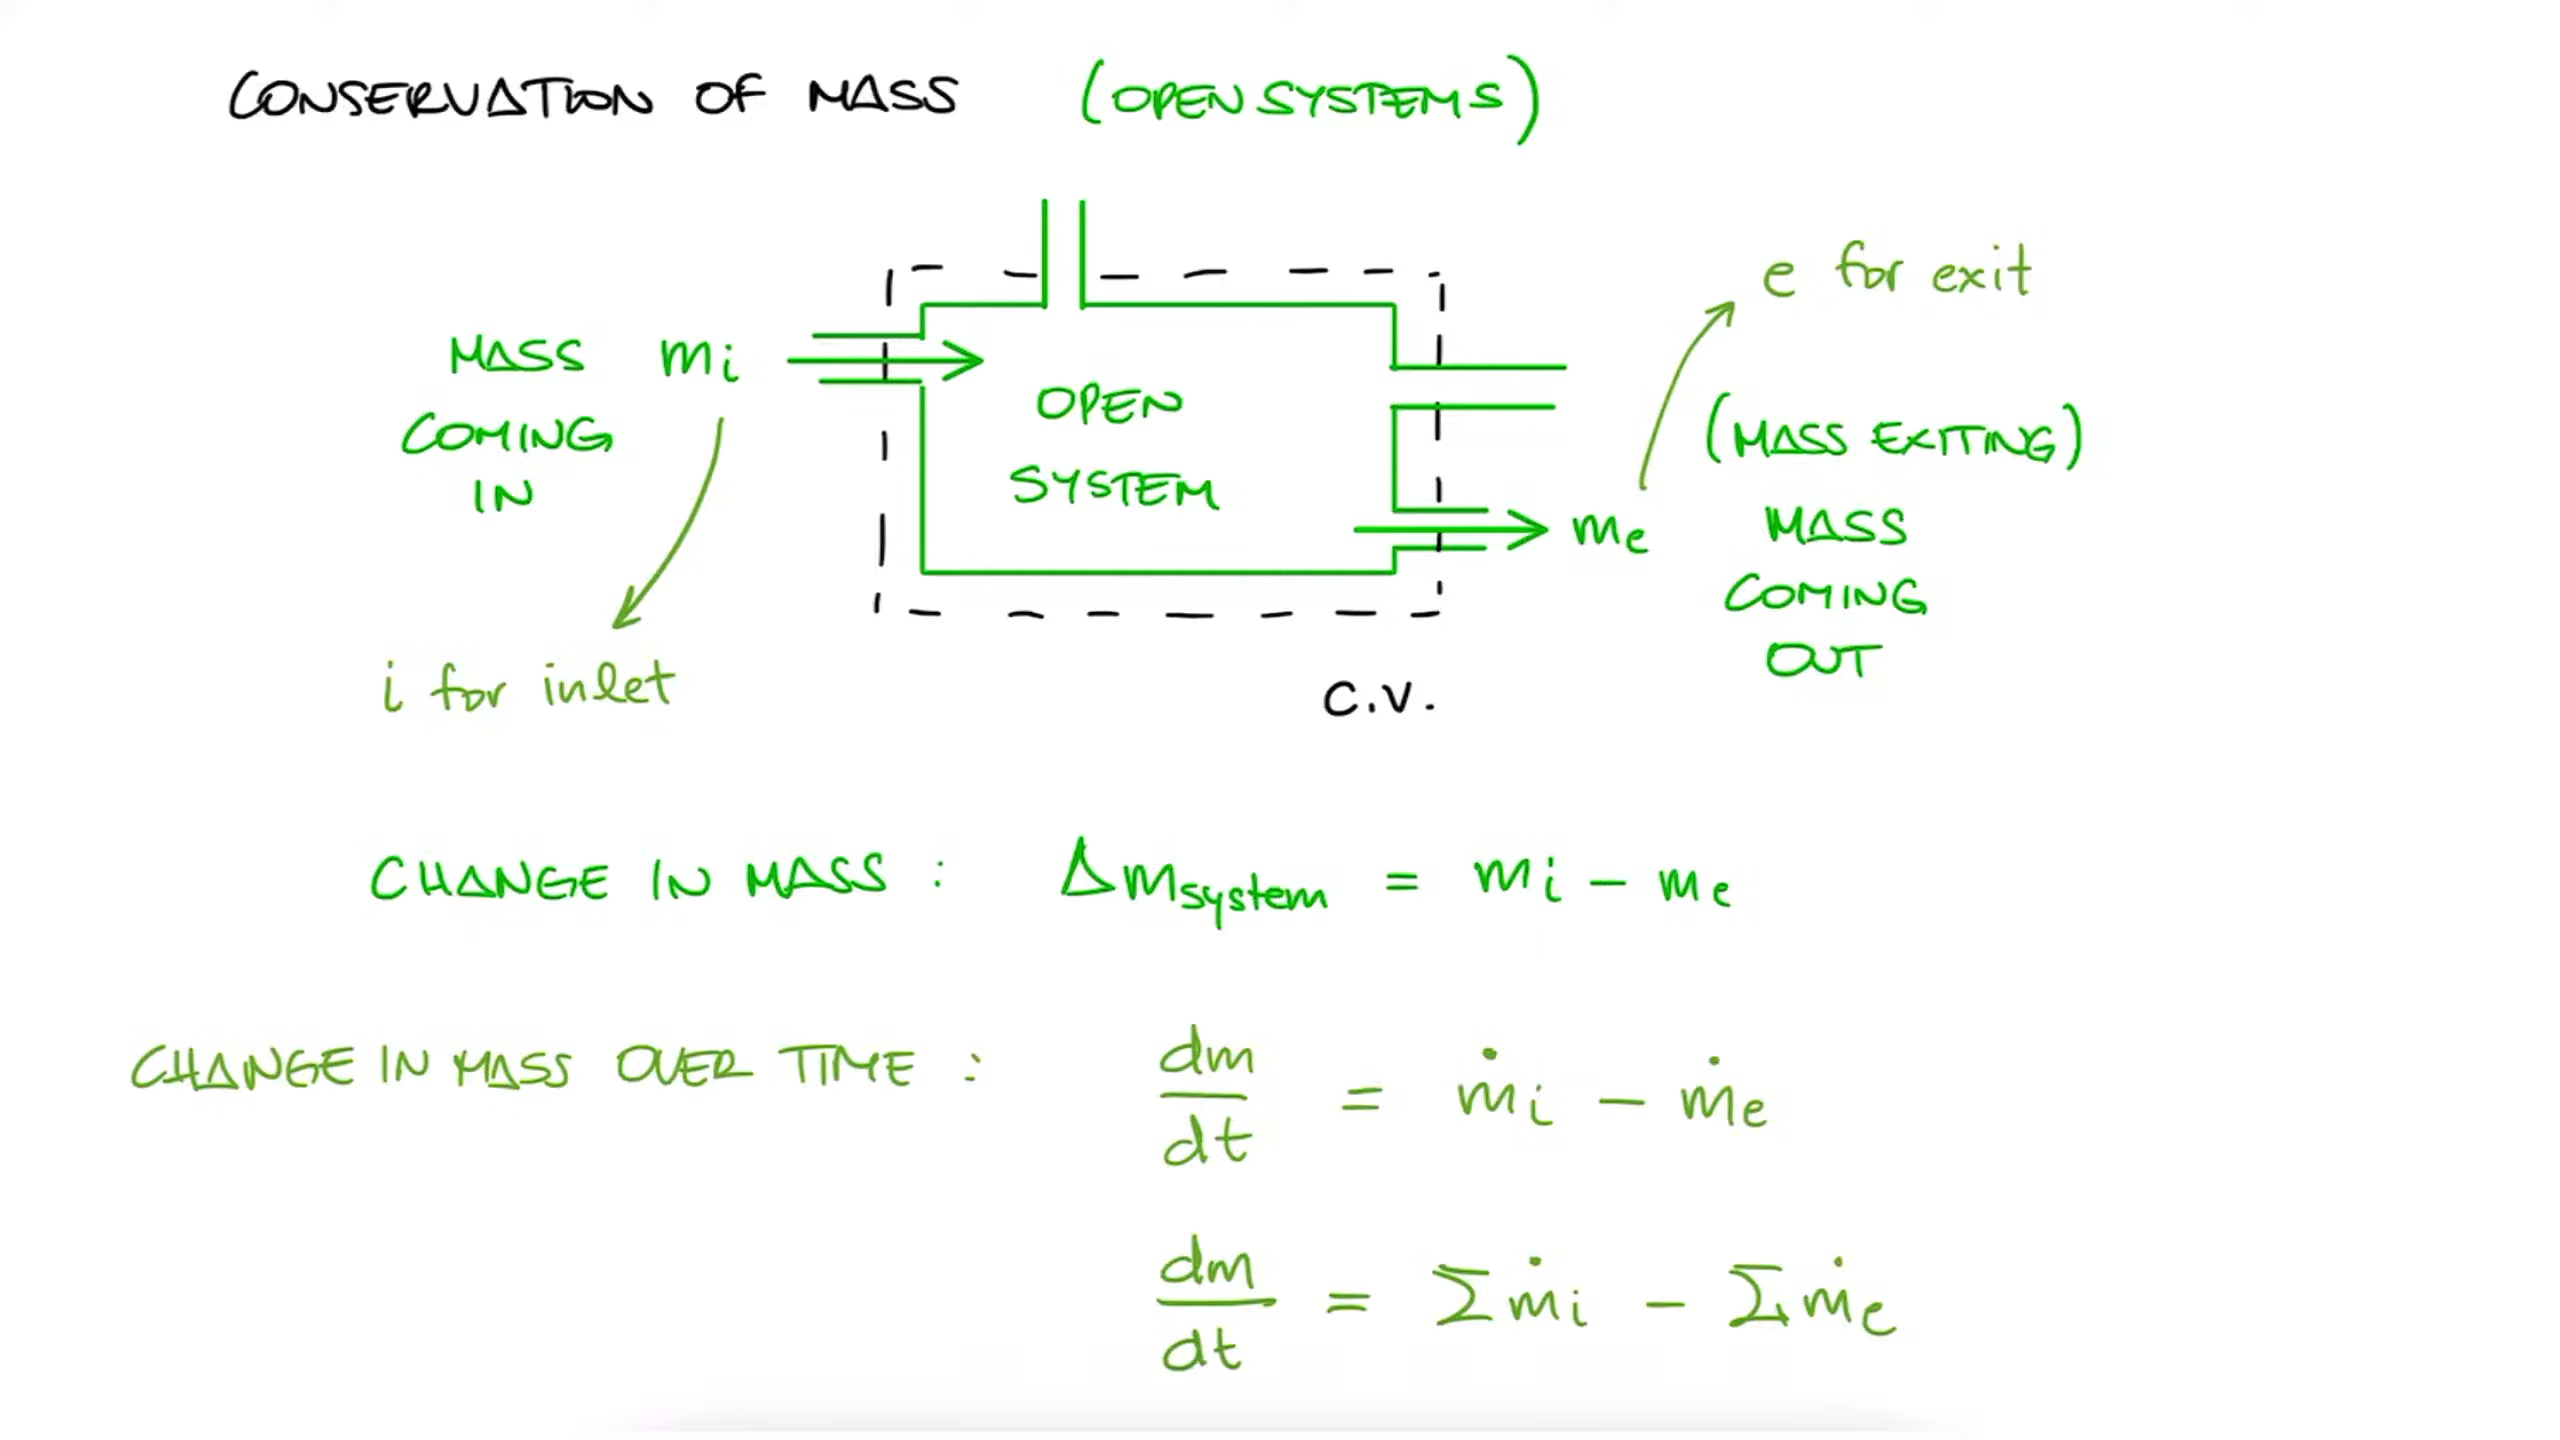 CONSERVATION OF MASS (OPEN SYSTEMS)
e for exit
MASS mi
COMING
IN
OPEN
SYSTEM
(MASS EXITING)
me MASS
COMING
OUT
i for inlet
C.V.
CHANGE IN MASS : Δmsystem = mi - me
CHANGE IN MASS OVER TIME : dm/dt = ṁi - ṁe
dm/dt = Σṁi - Σṁe